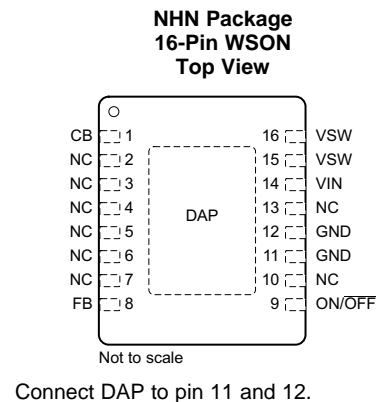 NHN Package
16-Pin WSON
Top View
CB 1 16 VSW
NC 2 15 VSW
NC 3 14 VIN
NC 4 DAP 13 NC
NC 5 12 GND
NC 6 11 GND
NC 7 10 NC
FB 8 9 ON/OFF
Not to scale
Connect DAP to pin 11 and 12.